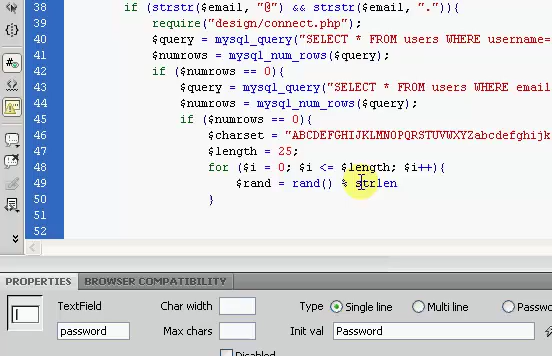 38 if (strstr($email, "@") && strstr($email, ".")){
39 require("design/connect.php");
40 $query = mysql_query("SELECT * FROM users WHERE username=
41 $numrows = mysql_num_rows($query);
42 if ($numrows == 0){
43 $query = mysql_query("SELECT * FROM users WHERE email
44 $numrows = mysql_num_rows($query);
45 if ($numrows == 0){
46 $charset = "ABCDEFGHIJKLMNOPQRSTUVWXYZabcdefghijk
47 $length = 25;
48 for ($i = 0; $i <= $length; $i++){
49 $rand = rand() % strlen
50 }
51
52
PROPERTIES BROWSER COMPATIBILITY
TextField Char width Type Single line Multi line Passwo
password Max chars Init val Password
Disabled